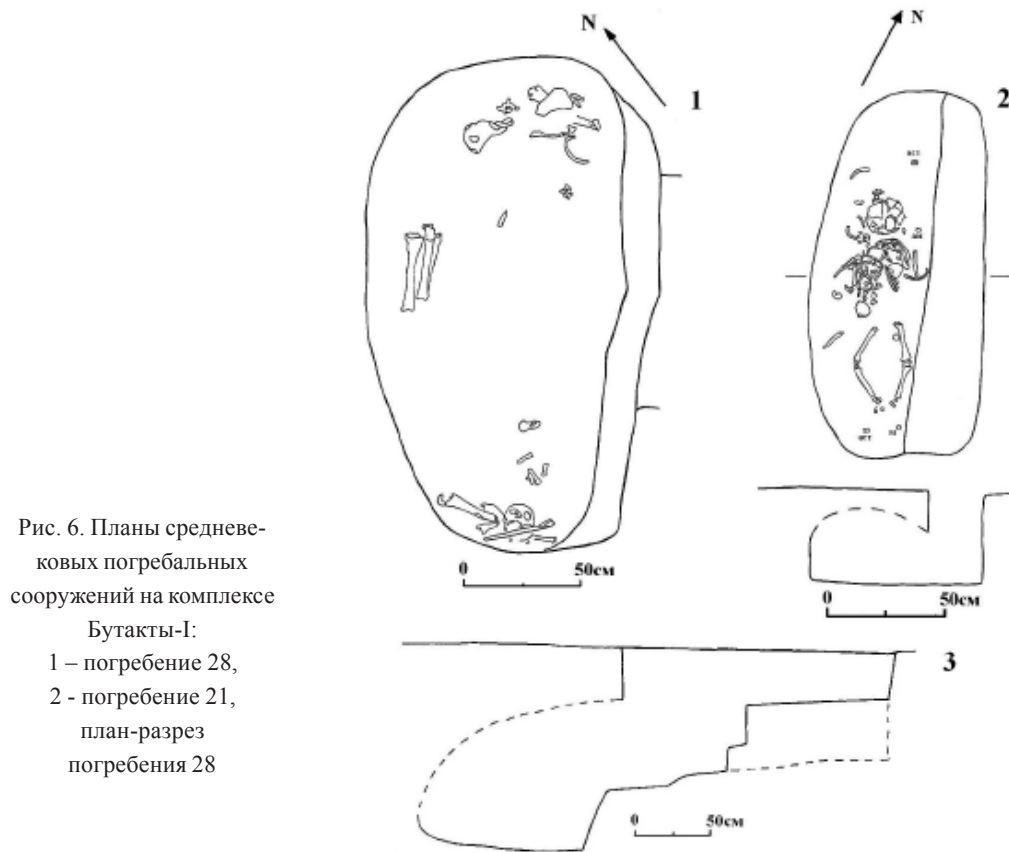 N
1
0
50см
N
2
0
50см
Рис. 6. Планы средневе-
ковых погребальных
сооружений на комплексе
Бутакты-I:
1 – погребение 28,
2 - погребение 21,
план-разрез
погребения 28
3
0
50см